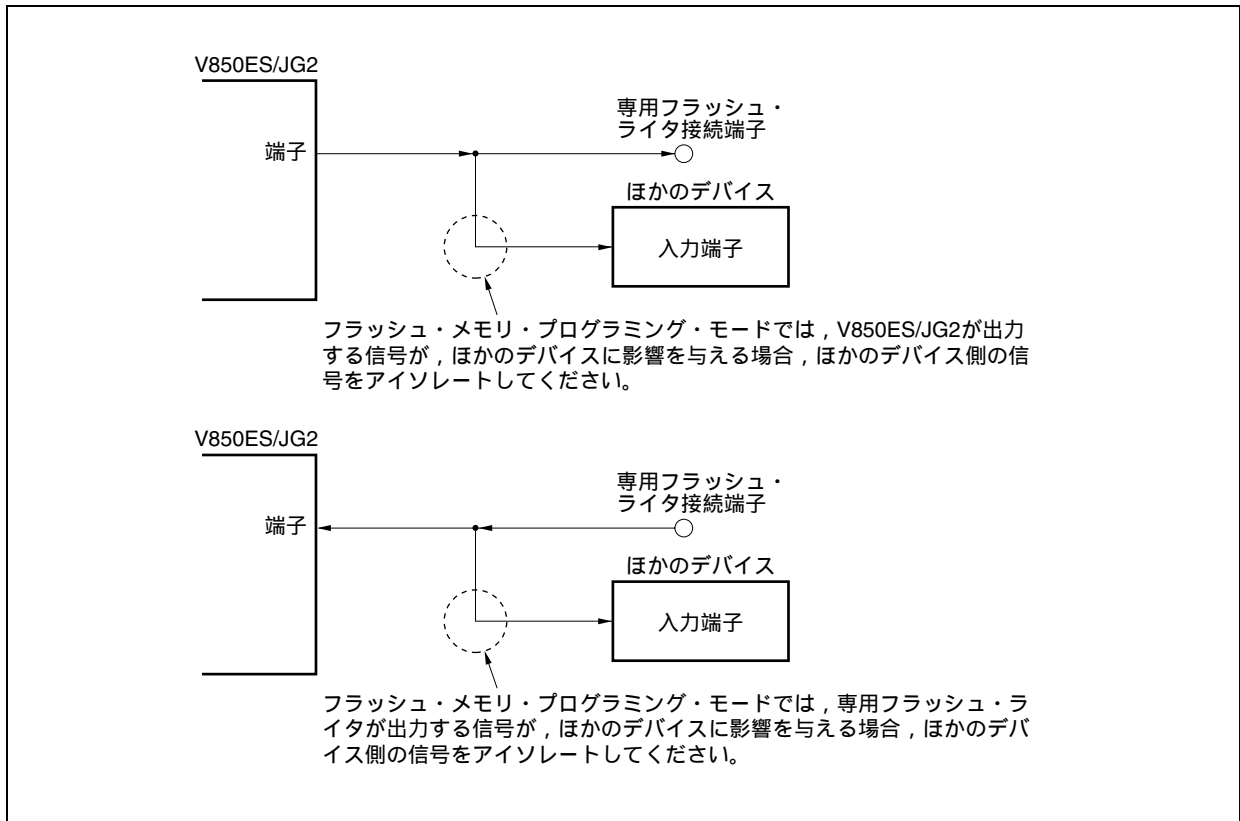 V850ES/JG2
専用フラッシュ・
ライタ接続端子
端子
ほかのデバイス
入力端子
フラッシュ・メモリ・プログラミング・モードでは，V850ES/JG2が出力
する信号が，ほかのデバイスに影響を与える場合，ほかのデバイス側の信
号をアイソレートしてください。
V850ES/JG2
専用フラッシュ・
ライタ接続端子
端子
ほかのデバイス
入力端子
フラッシュ・メモリ・プログラミング・モードでは，専用フラッシュ・ラ
イタが出力する信号が，ほかのデバイスに影響を与える場合，ほかのデバ
イス側の信号をアイソレートしてください。